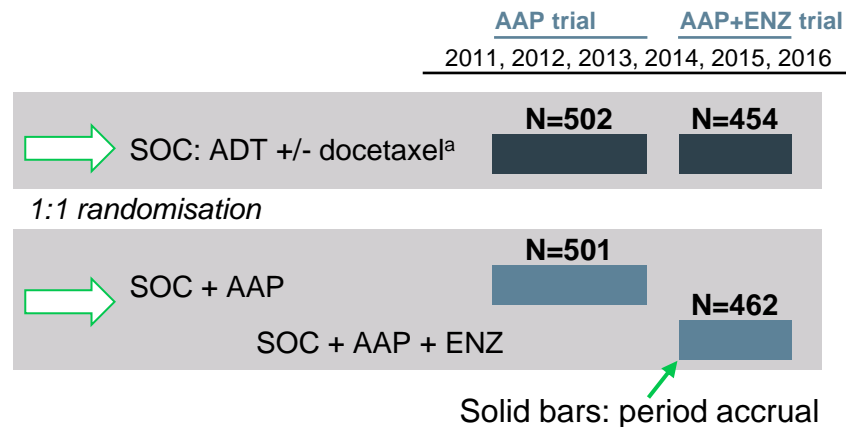 AAP trial AAP+ENZ trial
2011, 2012, 2013, 2014, 2015, 2016
N=502 N=454
SOC: ADT +/- docetaxelᵃ
1:1 randomisation
N=501
SOC + AAP
N=462
SOC + AAP + ENZ
Solid bars: period accrual